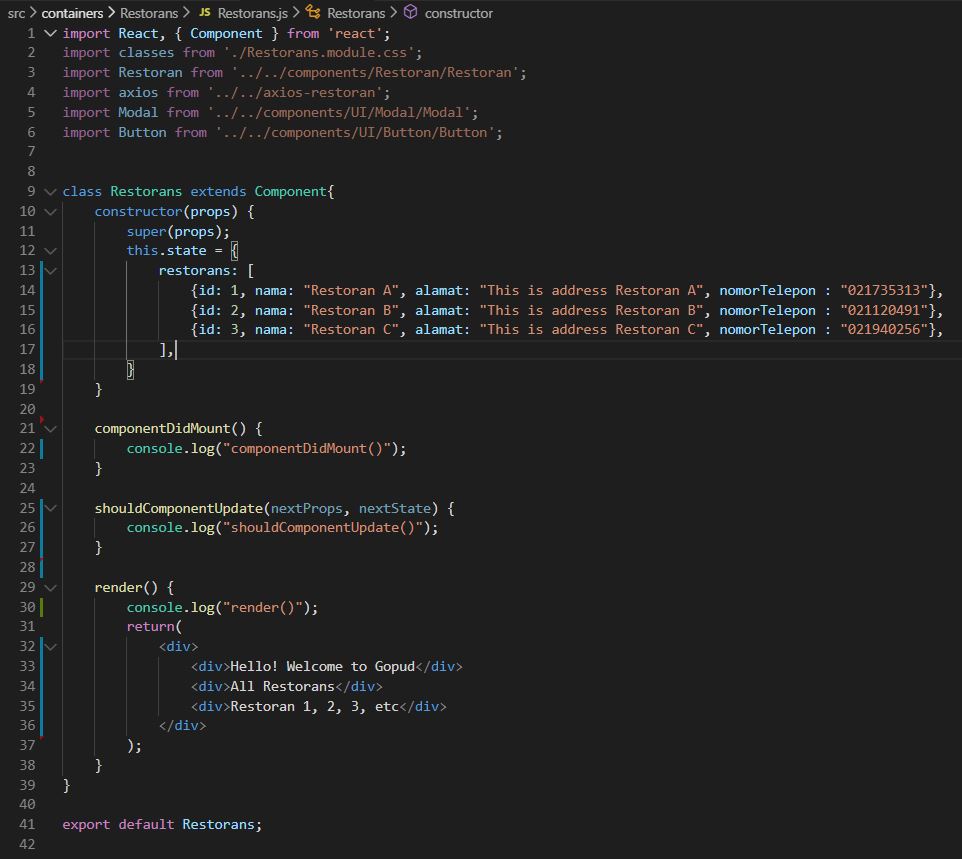 src > containers > Restorans > JS Restorans.js > Restorans > constructor
1 import React, { Component } from 'react';
2 import classes from './Restorans.module.css';
3 import Restoran from '../../components/Restoran/Restoran';
4 import axios from '../../axios-restoran';
5 import Modal from '../../components/UI/Modal/Modal';
6 import Button from '../../components/UI/Button/Button';
7
8
9 class Restorans extends Component{
10     constructor(props) {
11         super(props);
12         this.state = {
13             restorans: [
14                 {id: 1, nama: "Restoran A", alamat: "This is address Restoran A", nomorTelepon : "021735313"},
15                 {id: 2, nama: "Restoran B", alamat: "This is address Restoran B", nomorTelepon : "021120491"},
16                 {id: 3, nama: "Restoran C", alamat: "This is address Restoran C", nomorTelepon : "021940256"},
17             ],
18         }
19     }
20
21     componentDidMount() {
22         console.log("componentDidMount()");
23     }
24
25     shouldComponentUpdate(nextProps, nextState) {
26         console.log("shouldComponentUpdate()");
27     }
28
29     render() {
30         console.log("render()");
31         return(
32             <div>
33                 <div>Hello! Welcome to Gopud</div>
34                 <div>All Restorans</div>
35                 <div>Restoran 1, 2, 3, etc</div>
36             </div>
37         );
38     }
39 }
40
41 export default Restorans;
42